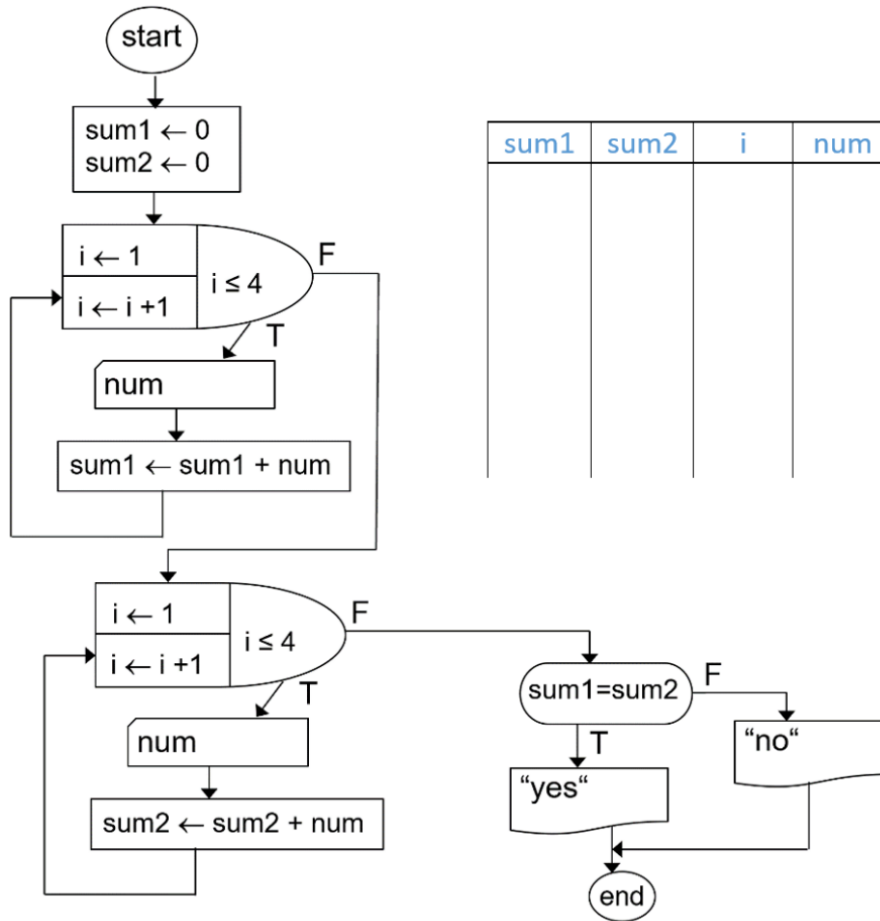 start
sum1 ← 0
sum2 ← 0
sum1 sum2 i num
i ← 1
i ← i +1
i ≤ 4
F
T
num
sum1 ← sum1 + num
i ← 1
i ← i +1
i ≤ 4
F
T
num
sum2 ← sum2 + num
sum1=sum2
F
T
“no“
“yes“
end